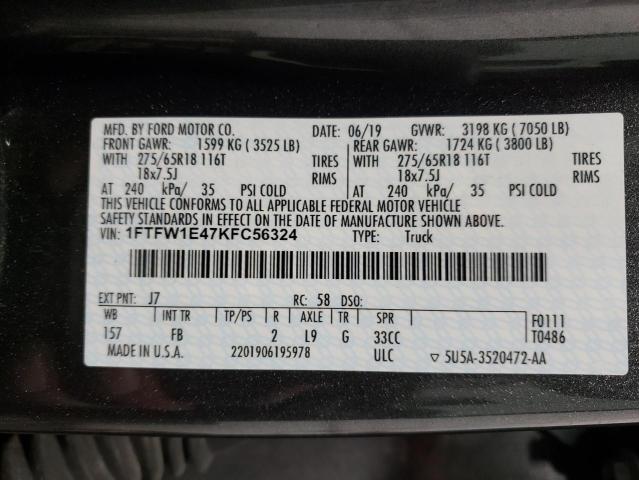 MFD. BY FORD MOTOR CO. DATE: 06/19 GVWR: 3198 KG ( 7050 LB)
FRONT GAWR: 1599 KG ( 3525 LB) REAR GAWR: 1724 KG ( 3800 LB)
WITH 275/65R18 116T TIRES WITH 275/65R18 116T TIRES
18x7.5J RIMS 18x7.5J RIMS
AT 240 kPa/ 35 PSI COLD AT 240 kPa/ 35 PSI COLD
THIS VEHICLE CONFORMS TO ALL APPLICABLE FEDERAL MOTOR VEHICLE
SAFETY STANDARDS IN EFFECT ON THE DATE OF MANUFACTURE SHOWN ABOVE.
VIN: 1FTFW1E47KFC56324 TYPE: Truck
EXT PNT: J7 RC: 58 DSO:
WB INT TR TP/PS R AXLE TR SPR F0111
157 FB 2 L9 G 33CC T0486
MADE IN U.S.A. 2201906195978 ULC ▽ 5U5A-3520472-AA